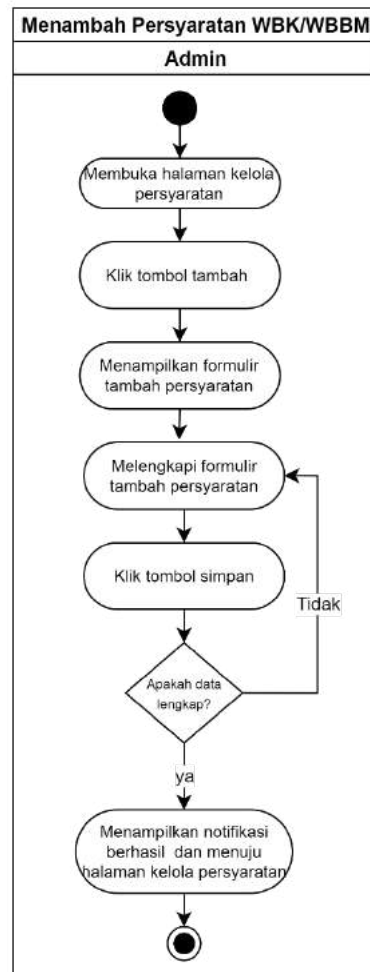 Menambah Persyaratan WBK/WBBM
Admin
Membuka halaman kelola
persyaratan
Klik tombol tambah
Menampilkan formulir
tambah persyaratan
Melengkapi formulir
tambah persyaratan
Klik tombol simpan
Tidak
Apakah data
lengkap?
ya
Menampilkan notifikasi
berhasil dan menuju
halaman kelola persyaratan